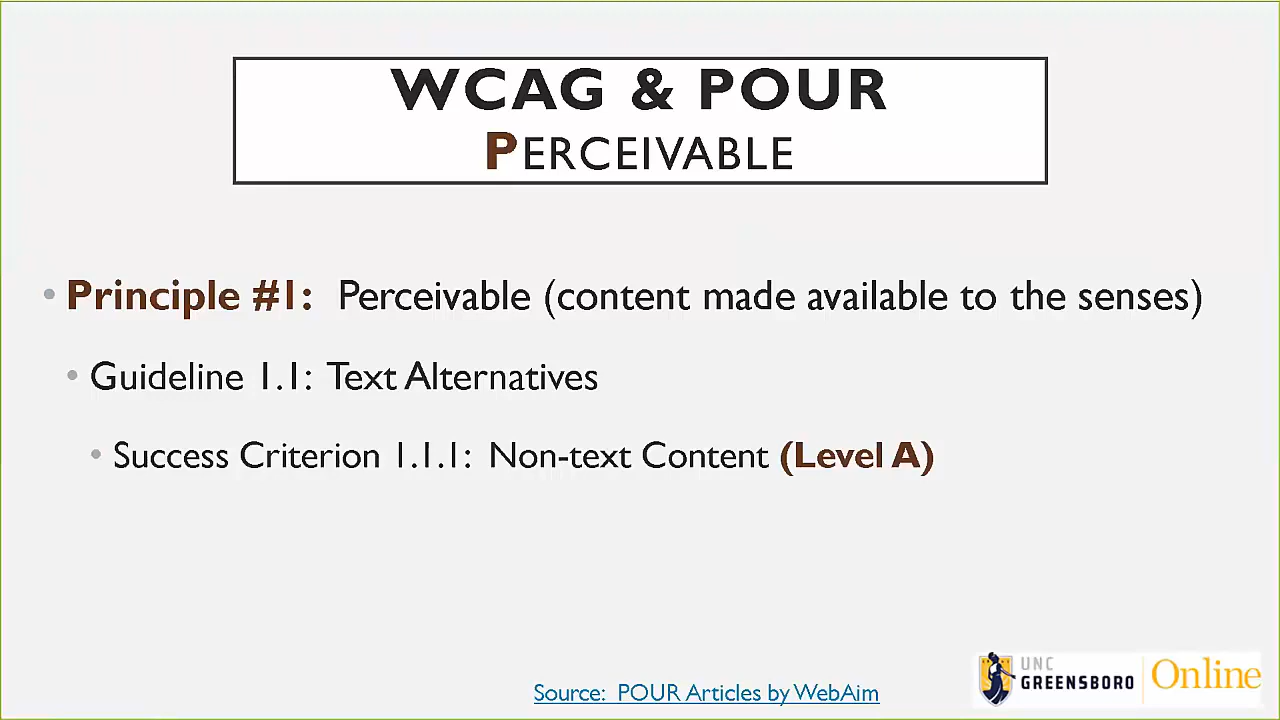 WCAG & POUR
PERCEIVABLE
• Principle #1: Perceivable (content made available to the senses)
• Guideline 1.1: Text Alternatives
• Success Criterion 1.1.1: Non-text Content (Level A)
Source: POUR Articles by WebAim
UNC
GREENSBORO
Online